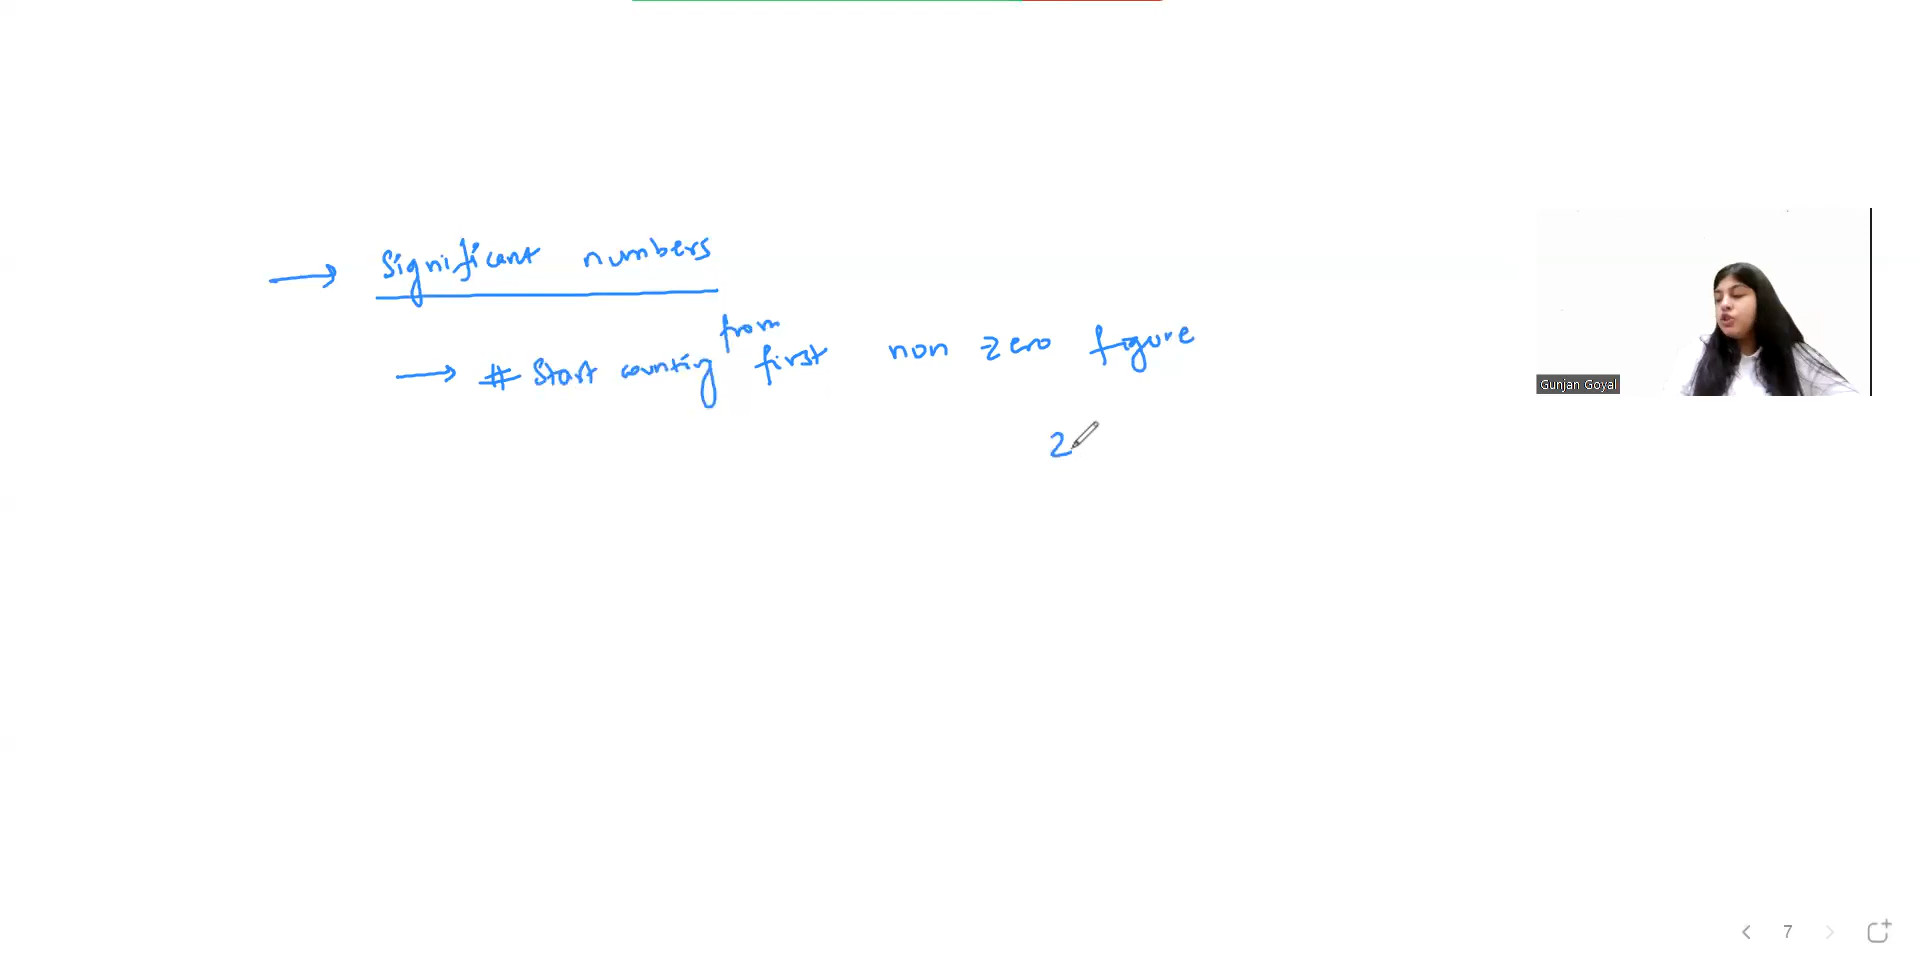 → Significant numbers
→ # Start counting from first non zero figure
2
Gunjan Goyal
7